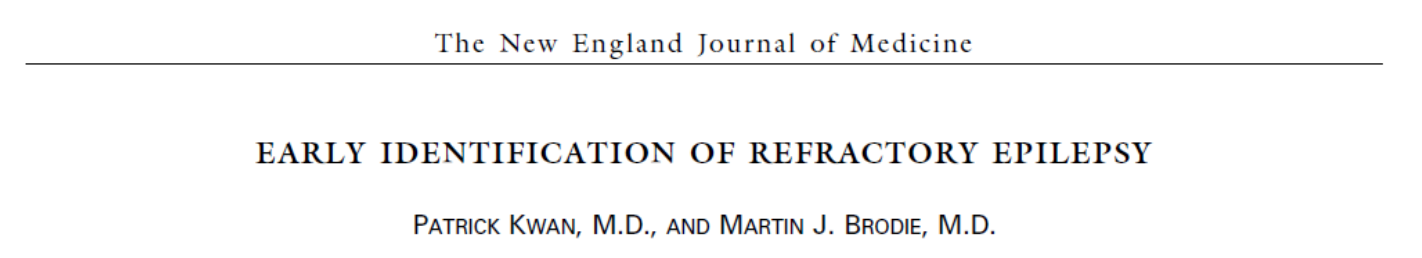 The New England Journal of Medicine
EARLY IDENTIFICATION OF REFRACTORY EPILEPSY
PATRICK KWAN, M.D., AND MARTIN J. BRODIE, M.D.